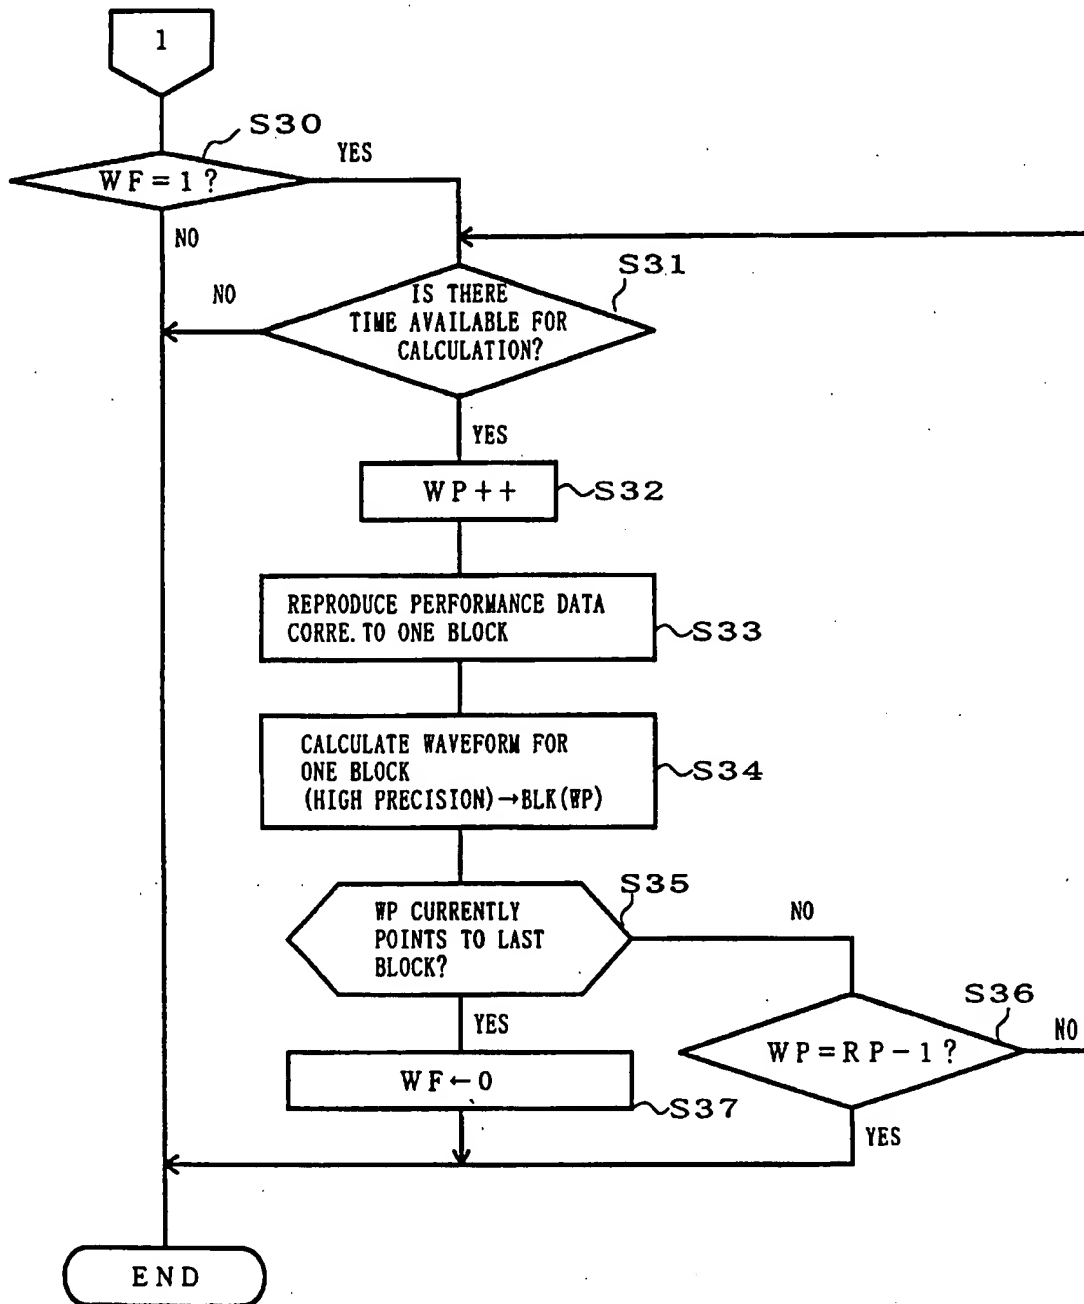 1
S30
WF=1?
YES
NO
S31
NO
IS THERE
TIME AVAILABLE FOR
CALCULATION?
YES
WP++
S32
REPRODUCE PERFORMANCE DATA
CORRE. TO ONE BLOCK
S33
CALCULATE WAVEFORM FOR
ONE BLOCK
(HIGH PRECISION)→BLK(WP)
S34
S35
WP CURRENTLY
POINTS TO LAST
BLOCK?
NO
YES
S36
WP=RP-1?
NO
WF←0
S37
YES
END